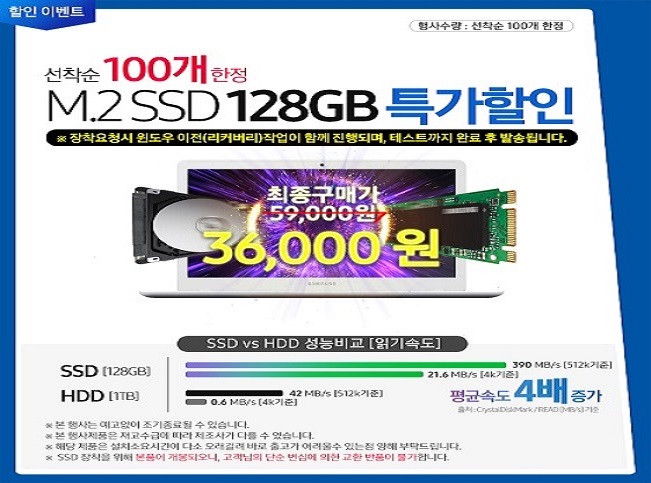 할인 이벤트
행사수량 : 선착순 100개 한정
선착순 100개 한정
M.2 SSD 128GB 특가할인
※ 장착요청시 윈도우 이전(리커버리)작업이 함께 진행되며, 테스트까지 완료 후 발송됩니다.
최종구매가
59,000원
36,000 원
SAMSUNG
SSD vs HDD 성능비교 [읽기속도]
SSD [128GB]
390 MB/s [512k기준]
21.6 MB/s [4k기준]
HDD [1TB]
42 MB/s [512k기준]
0.6 MB/s [4k기준]
평균속도 4배 증가
출처 : CrystalDiskMark / READ [MB/s] 기준
※ 본 행사는 예고없이 조기종료될 수 있습니다.
※ 본 행사제품은 재고수급에 따라 제조사가 다를 수 있습니다.
※ 해당 제품은 설치소요시간에 다소 오래걸려 바로 출고가 어려울수 있는점 양해 부탁드립니다.
※ SSD 장착을 위해 본품이 개봉되오니, 고객님의 단순 변심에 의한 교환 반품이 불가합니다.